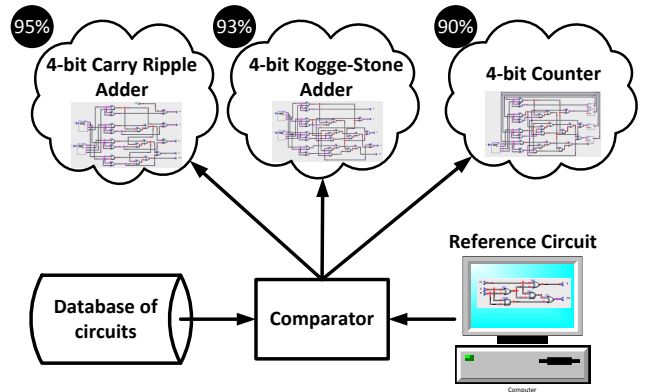 95%
4-bit Carry Ripple
Adder
93%
4-bit Kogge-Stone
Adder
90%
4-bit Counter
Reference Circuit
Database of
circuits
Comparator
Computer